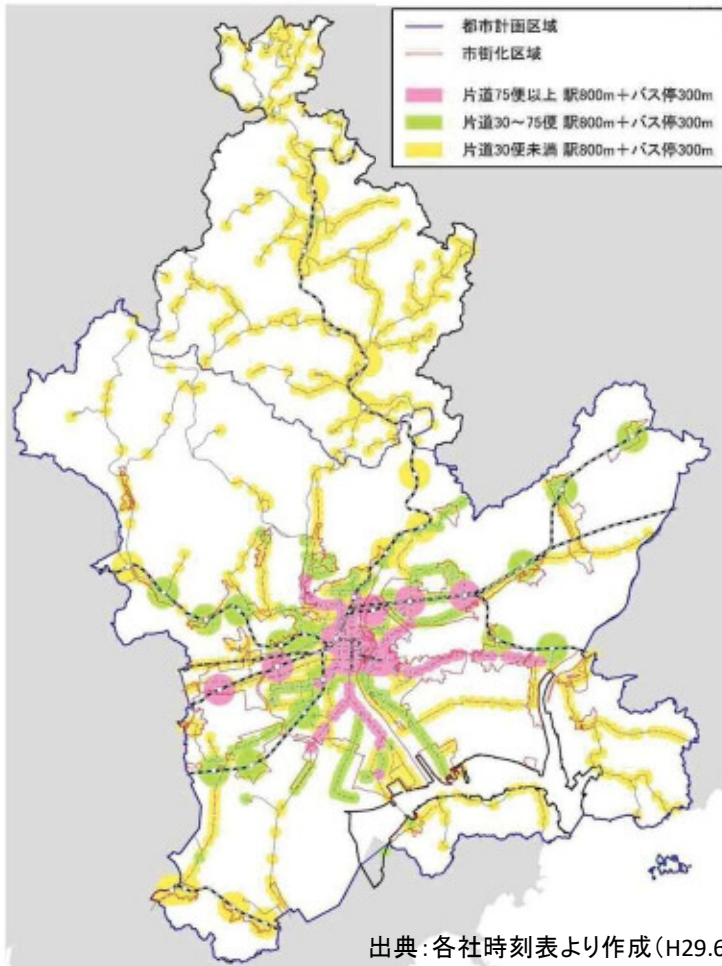 都市計画区域
市街化区域
片道75便以上 駅800m＋バス停300m
片道30～75便 駅800m＋バス停300m
片道30便未満 駅800m＋バス停300m
出典：各社時刻表より作成（H29.6